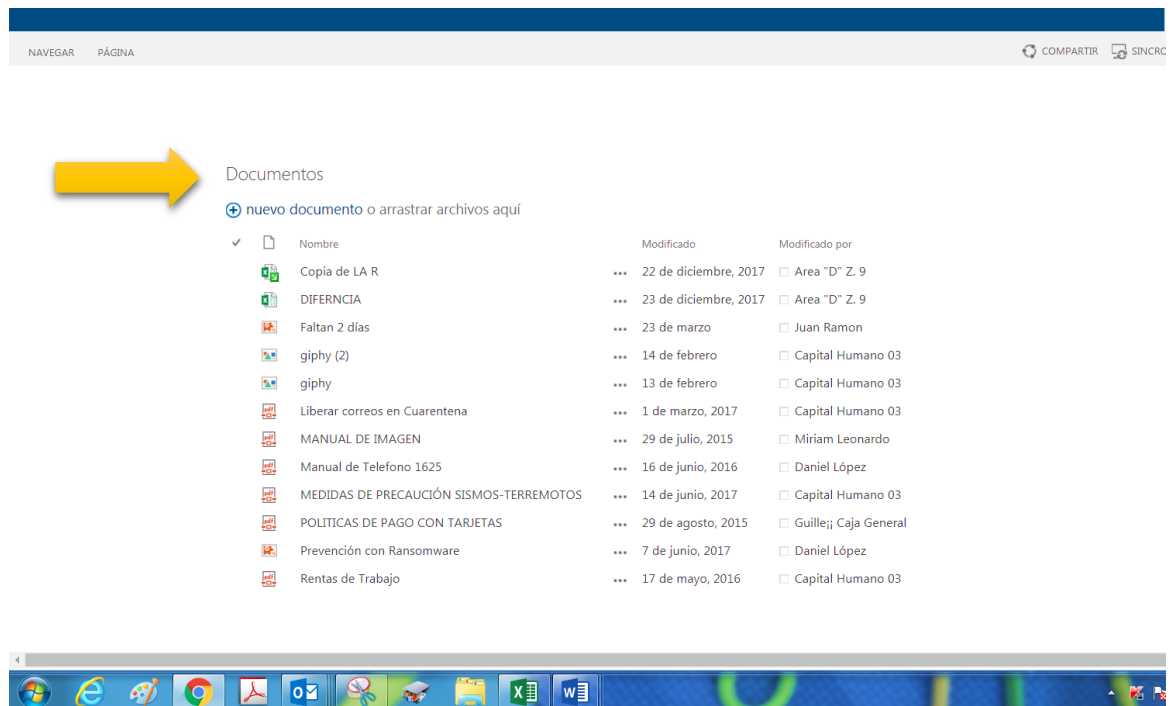 NAVEGAR PÁGINA COMPARTIR SINCRO
Documentos
nuevo documento o arrastrar archivos aquí
Nombre Modificado Modificado por
Copia de LA R ... 22 de diciembre, 2017 Area "D" Z. 9
DIFERNCIA ... 23 de diciembre, 2017 Area "D" Z. 9
Faltan 2 días ... 23 de marzo Juan Ramon
giphy (2) ... 14 de febrero Capital Humano 03
giphy ... 13 de febrero Capital Humano 03
Liberar correos en Cuarentena ... 1 de marzo, 2017 Capital Humano 03
MANUAL DE IMAGEN ... 29 de julio, 2015 Miriam Leonardo
Manual de Telefono 1625 ... 16 de junio, 2016 Daniel López
MEDIDAS DE PRECAUCIÓN SISMOS-TERREMOTOS ... 14 de junio, 2017 Capital Humano 03
POLITICAS DE PAGO CON TARJETAS ... 29 de agosto, 2015 Guille¡¡ Caja General
Prevención con Ransomware ... 7 de junio, 2017 Daniel López
Rentas de Trabajo ... 17 de mayo, 2016 Capital Humano 03